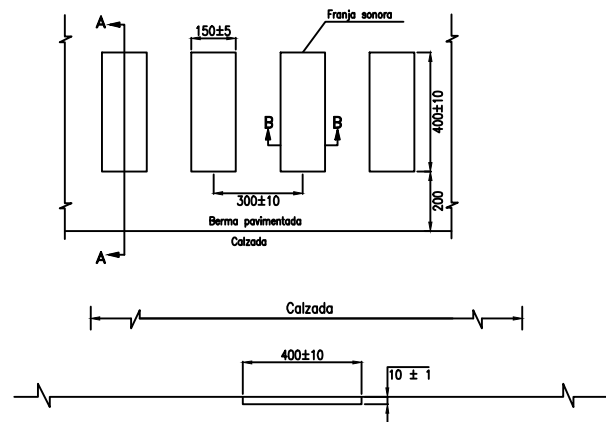 A
Franja sonora
150±5
B
B
400±10
300±10
200
Berma pavimentada
Calzada
A
Calzada
400±10
10 ± 1